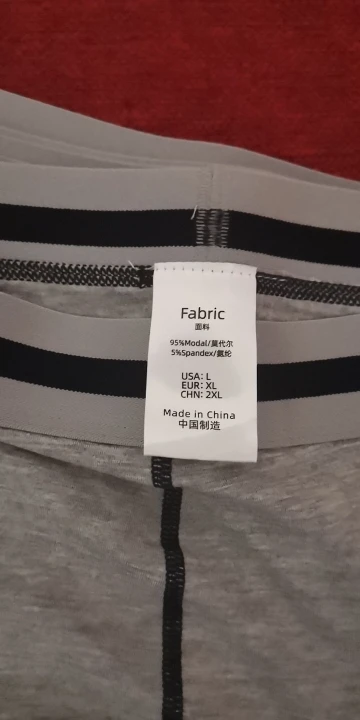 Fabric
面料
95%Modal/莫代尔
5%Spandex/氨纶
USA: L
EUR: XL
CHN: 2XL
Made in China
中国制造